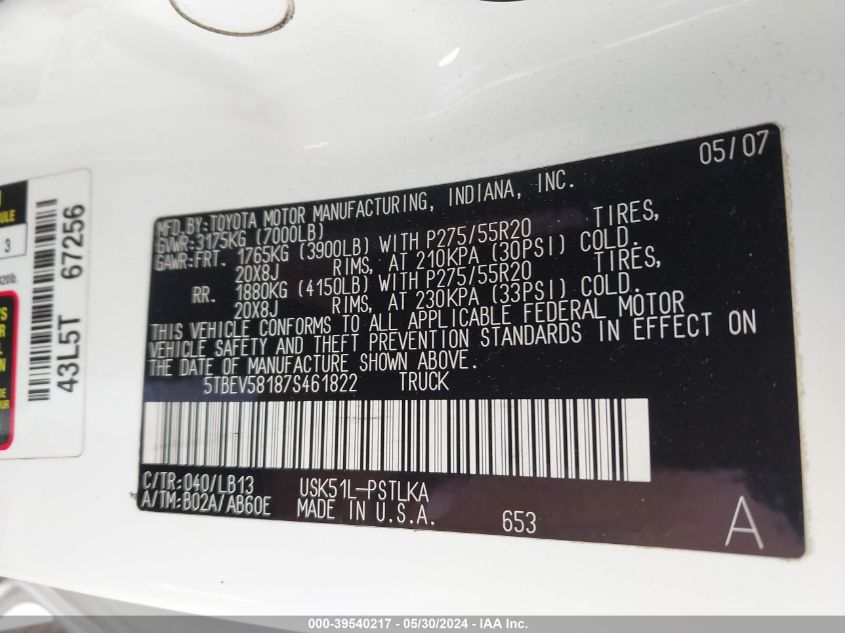 05/07
MFD.BY:TOYOTA MOTOR MANUFACTURING, INDIANA, INC.
GVWR:3175KG (7000LB)
GAWR:FRT. 1765KG (3900LB) WITH P275/55R20 TIRES,
20X8J RIMS, AT 210KPA (30PSI) COLD.
RR. 1880KG (4150LB) WITH P275/55R20 TIRES,
20X8J RIMS, AT 230KPA (33PSI) COLD.
THIS VEHICLE CONFORMS TO ALL APPLICABLE FEDERAL MOTOR
VEHICLE SAFETY AND THEFT PREVENTION STANDARDS IN EFFECT ON
THE DATE OF MANUFACTURE SHOWN ABOVE.
5TBEV58187S461822 TRUCK
C/TR:040/LB13 USK51L-PSTLKA
A/TM:B02A/AB60E MADE IN U.S.A. 653 A
43L5T 67256
3
000-39540217 - 05/30/2024 - IAA Inc.